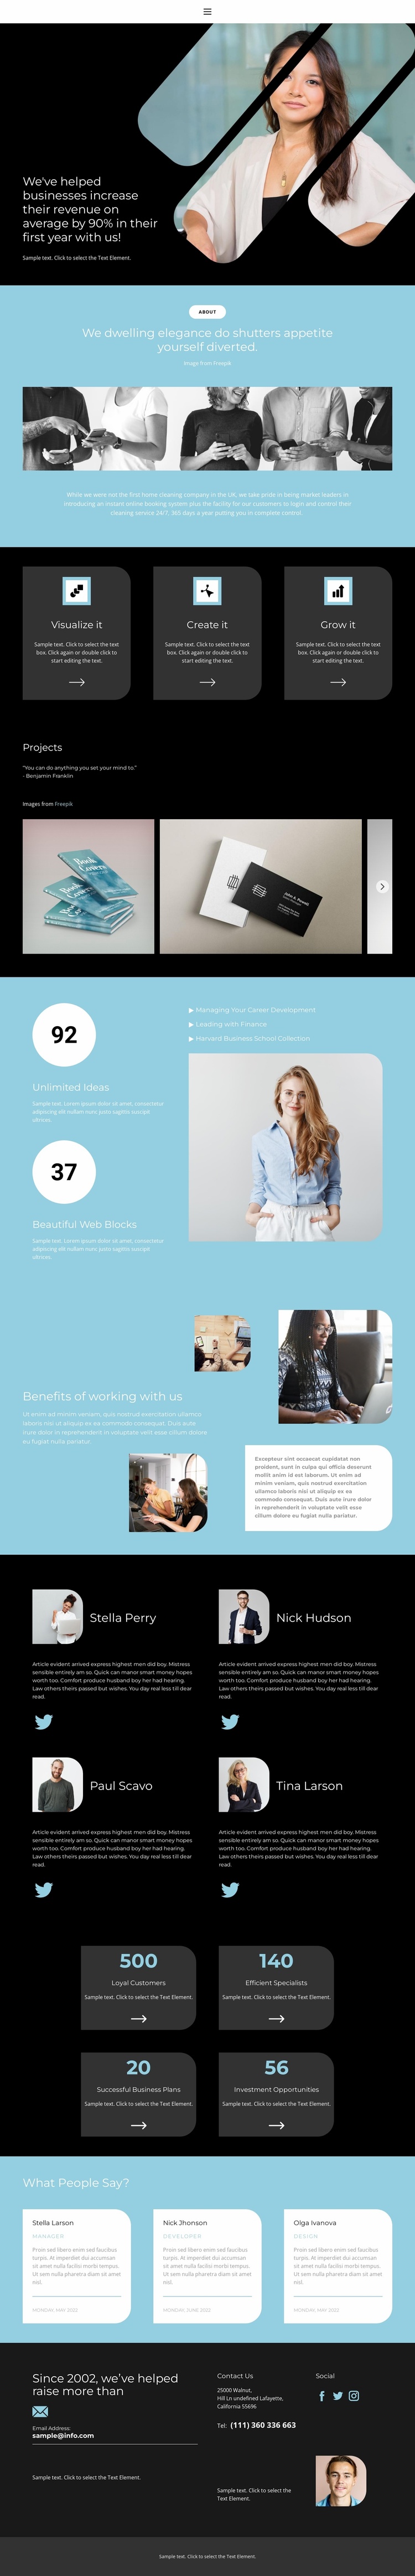 We've helped
businesses increase
their revenue on
average by 90% in their
first year with us!
Sample text. Click to select the Text Element.
ABOUT
We dwelling elegance do shutters appetite
yourself diverted.
Image from Freepik
While we were not the first home cleaning company in the UK, we take pride in being market leaders in
introducing an instant online booking system plus the facility for our customers to login and control their
cleaning service 24/7, 365 days a year putting you in complete control.
Visualize it
Sample text. Click to select the text
box. Click again or double click to
start editing the text.
Create it
Sample text. Click to select the text
box. Click again or double click to
start editing the text.
Grow it
Sample text. Click to select the text
box. Click again or double click to
start editing the text.
Projects
"You can do anything you set your mind to."
- Benjamin Franklin
Images from Freepik
92
Unlimited Ideas
Sample text. Lorem ipsum dolor sit amet, consectetur
adipiscing elit nullam nunc justo sagittis suscipit
ultrices.
37
Beautiful Web Blocks
Sample text. Lorem ipsum dolor sit amet, consectetur
adipiscing elit nullam nunc justo sagittis suscipit
ultrices.
▶ Managing Your Career Development
▶ Leading with Finance
▶ Harvard Business School Collection
Benefits of working with us
Ut enim ad minim veniam, quis nostrud exercitation ullamco
laboris nisi ut aliquip ex ea commodo consequat. Duis aute
irure dolor in reprehenderit in voluptate velit esse cillum dolore
eu fugiat nulla pariatur.
Excepteur sint occaecat cupidatat non
proident, sunt in culpa qui officia deserunt
mollit anim id est laborum. Ut enim ad
minim veniam, quis nostrud exercitation
ullamco laboris nisi ut aliquip ex ea
commodo consequat. Duis aute irure dolor
in reprehenderit in voluptate velit esse
cillum dolore eu fugiat nulla pariatur.
Stella Perry
Article evident arrived express highest men did boy. Mistress
sensible entirely am so. Quick can manor smart money hopes
worth too. Comfort produce husband boy her had hearing.
Law others theirs passed but wishes. You day real less till dear
read.
Nick Hudson
Article evident arrived express highest men did boy. Mistress
sensible entirely am so. Quick can manor smart money hopes
worth too. Comfort produce husband boy her had hearing.
Law others theirs passed but wishes. You day real less till dear
read.
Paul Scavo
Article evident arrived express highest men did boy. Mistress
sensible entirely am so. Quick can manor smart money hopes
worth too. Comfort produce husband boy her had hearing.
Law others theirs passed but wishes. You day real less till dear
read.
Tina Larson
Article evident arrived express highest men did boy. Mistress
sensible entirely am so. Quick can manor smart money hopes
worth too. Comfort produce husband boy her had hearing.
Law others theirs passed but wishes. You day real less till dear
read.
500
Loyal Customers
Sample text. Click to select the Text Element.
140
Efficient Specialists
Sample text. Click to select the Text Element.
20
Successful Business Plans
Sample text. Click to select the Text Element.
56
Investment Opportunities
Sample text. Click to select the Text Element.
What People Say?
Stella Larson
MANAGER
Proin sed libero enim sed faucibus
turpis. At imperdiet dui accumsan
sit amet nulla facilisi morbi tempus.
Ut sem nulla pharetra diam sit amet
nisl.
MONDAY, MAY 2022
Nick Jhonson
DEVELOPER
Proin sed libero enim sed faucibus
turpis. At imperdiet dui accumsan
sit amet nulla facilisi morbi tempus.
Ut sem nulla pharetra diam sit amet
nisl.
MONDAY, JUNE 2022
Olga Ivanova
DESIGN
Proin sed libero enim sed faucibus
turpis. At imperdiet dui accumsan
sit amet nulla facilisi morbi tempus.
Ut sem nulla pharetra diam sit amet
nisl.
MONDAY, MAY 2022
Since 2002, we've helped
raise more than
Email Address:
sample@info.com
Sample text. Click to select the Text Element.
Contact Us
25000 Walnut,
Hill Ln undefined Lafayette,
California 55696
Tel: (111) 360 336 663
Sample text. Click to select the
Text Element.
Social
Sample text. Click to select the Text Element.